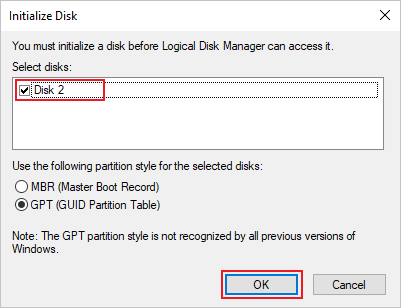 Initialize Disk
You must initialize a disk before Logical Disk Manager can access it.
Select disks:
Disk 2
Use the following partition style for the selected disks:
MBR (Master Boot Record)
GPT (GUID Partition Table)
Note: The GPT partition style is not recognized by all previous versions of
Windows.
OK
Cancel